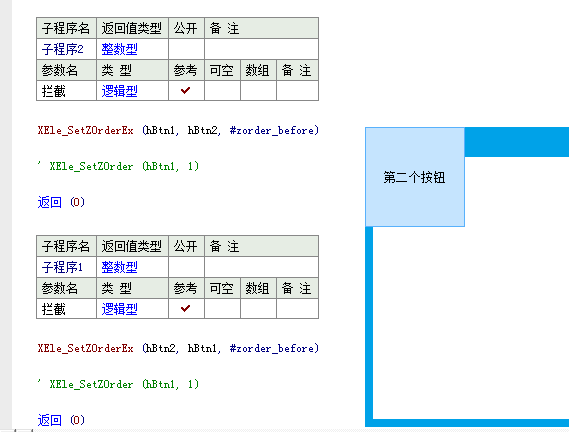 子程序名 返回值类型 公开 备 注
子程序2 整数型
参数名 类 型 参考 可空 数组 备 注
拦截 逻辑型 ✓
XEle_SetZOrderEx (hBtn1, hBtn2, #zorder_before)
' XEle_SetZOrder (hBtn1, 1)
返回 (0)
第二个按钮
子程序名 返回值类型 公开 备 注
子程序1 整数型
参数名 类 型 参考 可空 数组 备 注
拦截 逻辑型 ✓
XEle_SetZOrderEx (hBtn2, hBtn1, #zorder_before)
' XEle_SetZOrder (hBtn1, 1)
返回 (0)